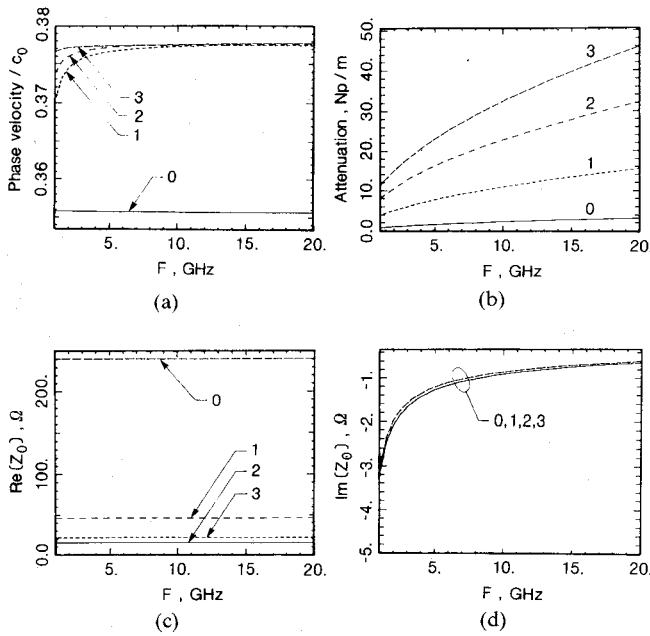 0.38
0.37
0.36
Phase velocity / c0
3
2
1
0
5. 10. 15. 20.
F , GHz
(a)
50.
40.
30.
20.
10.
0.0
Attenuation , Np / m
3
2
1
0
5. 10. 15. 20.
F , GHz
(b)
200.
100.
0.0
Re (Z0) , Ω
0
1
2
3
5. 10. 15. 20.
F , GHz
(c)
-1.
-2.
-3.
-4.
-5.
Im (Z0) , Ω
0,1,2,3
5. 10. 15. 20.
F , GHz
(d)